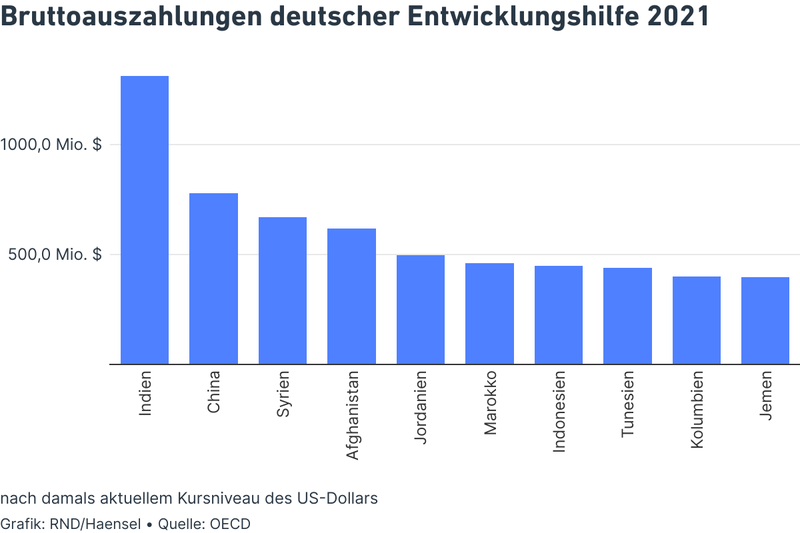 Bruttoauszahlungen deutscher Entwicklungshilfe 2021
1000,0 Mio. $
500,0 Mio. $
Indien
China
Syrien
Afghanistan
Jordanien
Marokko
Indonesien
Tunesien
Kolumbien
Jemen
nach damals aktuellem Kursniveau des US-Dollars
Grafik: RND/Haensel • Quelle: OECD